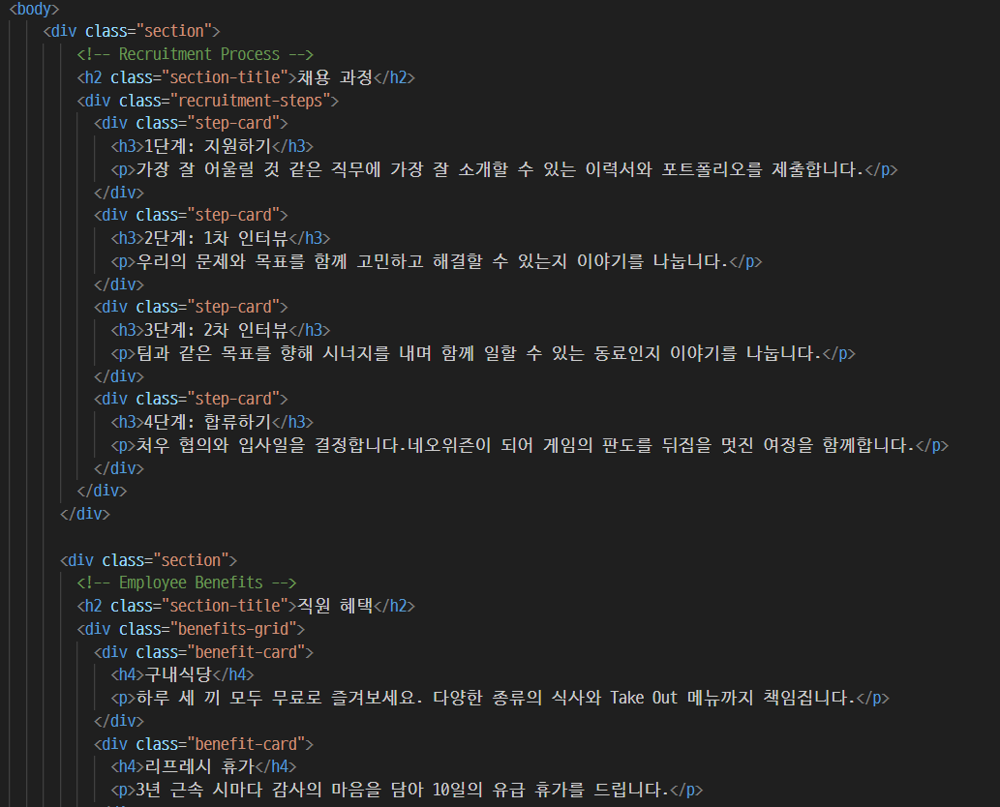 <body>
<div class="section">
<!-- Recruitment Process -->
<h2 class="section-title">채용 과정</h2>
<div class="recruitment-steps">
<div class="step-card">
<h3>1단계: 지원하기</h3>
<p>가장 잘 어울릴 것 같은 직무에 가장 잘 소개할 수 있는 이력서와 포트폴리오를 제출합니다.</p>
</div>
<div class="step-card">
<h3>2단계: 1차 인터뷰</h3>
<p>우리의 문제와 목표를 함께 고민하고 해결할 수 있는지 이야기를 나눕니다.</p>
</div>
<div class="step-card">
<h3>3단계: 2차 인터뷰</h3>
<p>팀과 같은 목표를 향해 시너지를 내며 함께 일할 수 있는 동료인지 이야기를 나눕니다.</p>
</div>
<div class="step-card">
<h3>4단계: 합류하기</h3>
<p>처우 협의와 입사일을 결정합니다.네오위즌이 되어 게임의 판도를 뒤집을 멋진 여정을 함께합니다.</p>
</div>
</div>
</div>
<div class="section">
<!-- Employee Benefits -->
<h2 class="section-title">직원 혜택</h2>
<div class="benefits-grid">
<div class="benefit-card">
<h4>구내식당</h4>
<p>하루 세 끼 모두 무료로 즐겨보세요. 다양한 종류의 식사와 Take Out 메뉴까지 책임집니다.</p>
</div>
<div class="benefit-card">
<h4>리프레시 휴가</h4>
<p>3년 근속 시마다 감사의 마음을 담아 10일의 유급 휴가를 드립니다.</p>